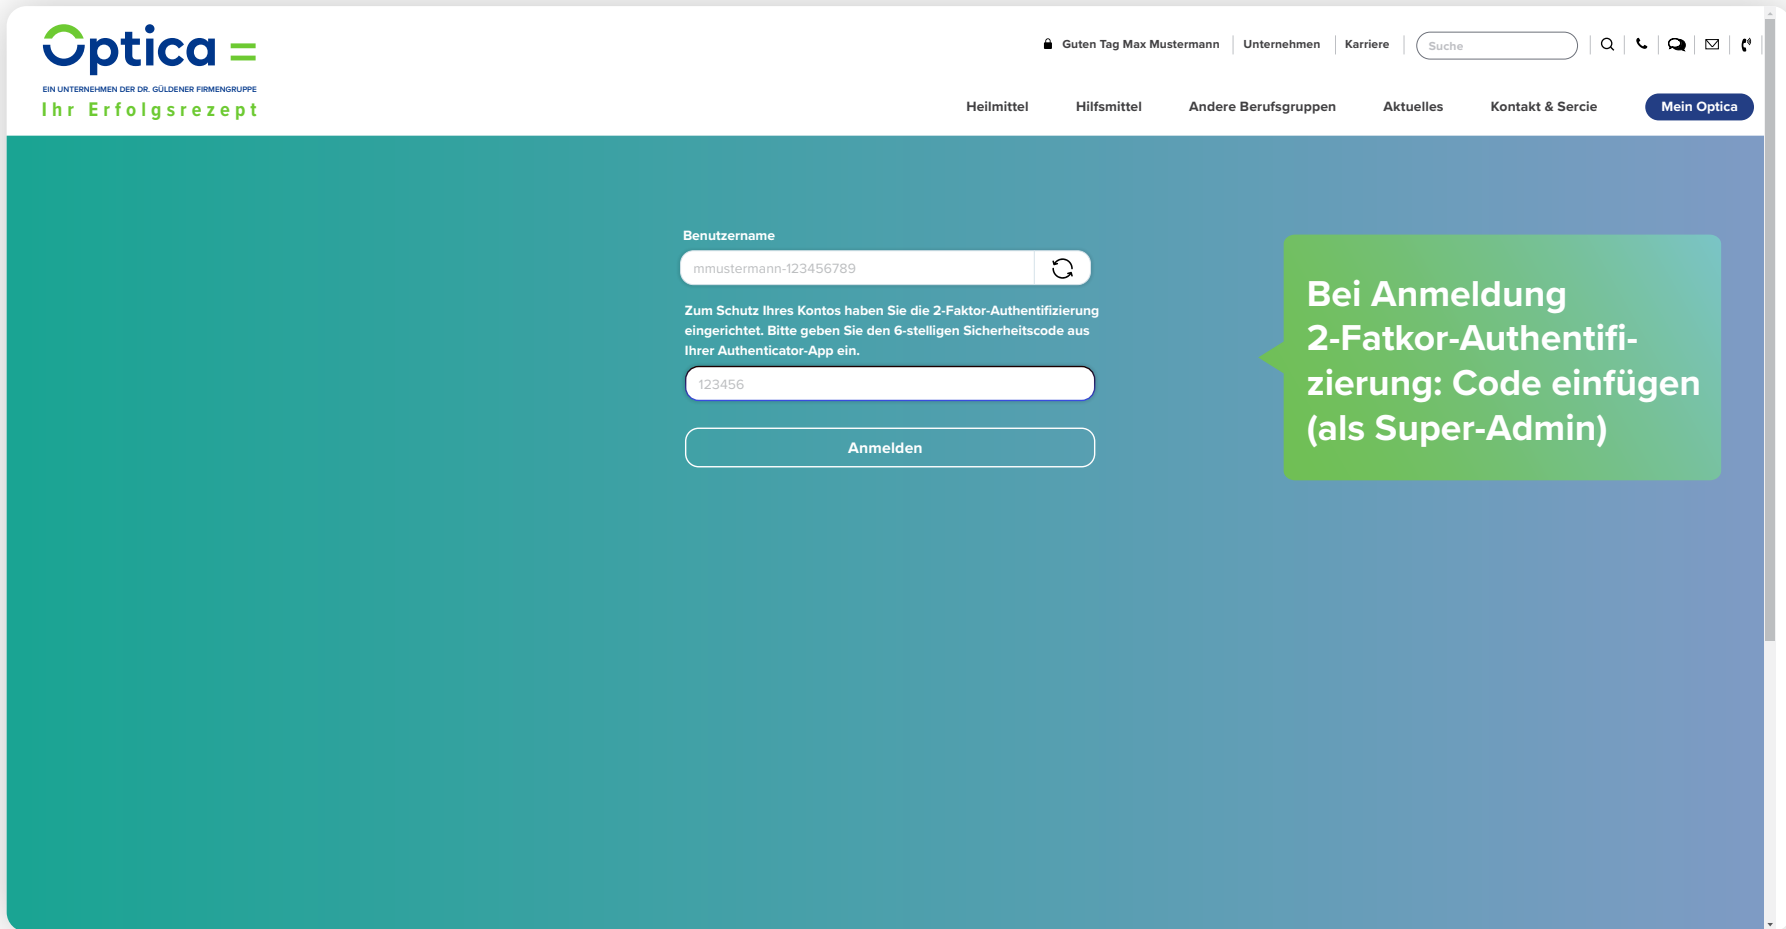 Optica
EIN UNTERNEHMEN DER DR. GÜLDENER FIRMENGRUPPE
Ihr Erfolgsrezept
Guten Tag Max Mustermann
Unternehmen
Karriere
Suche
Heilmittel
Hilfsmittel
Andere Berufsgruppen
Aktuelles
Kontakt & Sercie
Mein Optica
Benutzername
mmustermann-123456789
Zum Schutz Ihres Kontos haben Sie die 2-Faktor-Authentifizierung
eingerichtet. Bitte geben Sie den 6-stelligen Sicherheitscode aus
Ihrer Authenticator-App ein.
123456
Anmelden
Bei Anmeldung
2-Fatkor-Authentifi-
zierung: Code einfügen
(als Super-Admin)